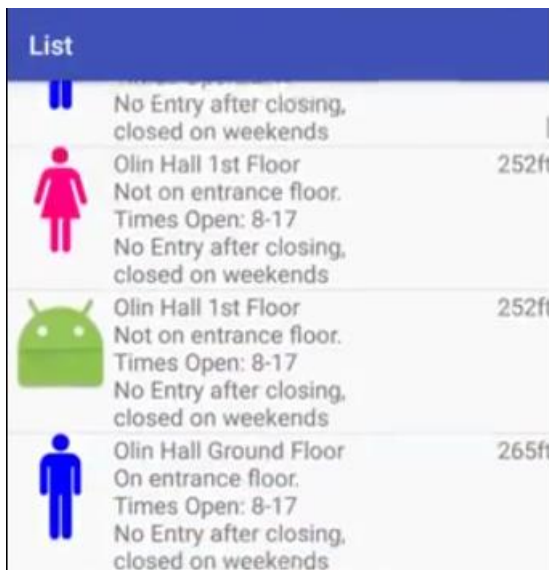 List
No Entry after closing,
closed on weekends
Olin Hall 1st Floor 252ft
Not on entrance floor.
Times Open: 8-17
No Entry after closing,
closed on weekends
Olin Hall 1st Floor 252ft
Not on entrance floor.
Times Open: 8-17
No Entry after closing,
closed on weekends
Olin Hall Ground Floor 265ft
On entrance floor.
Times Open: 8-17
No Entry after closing,
closed on weekends